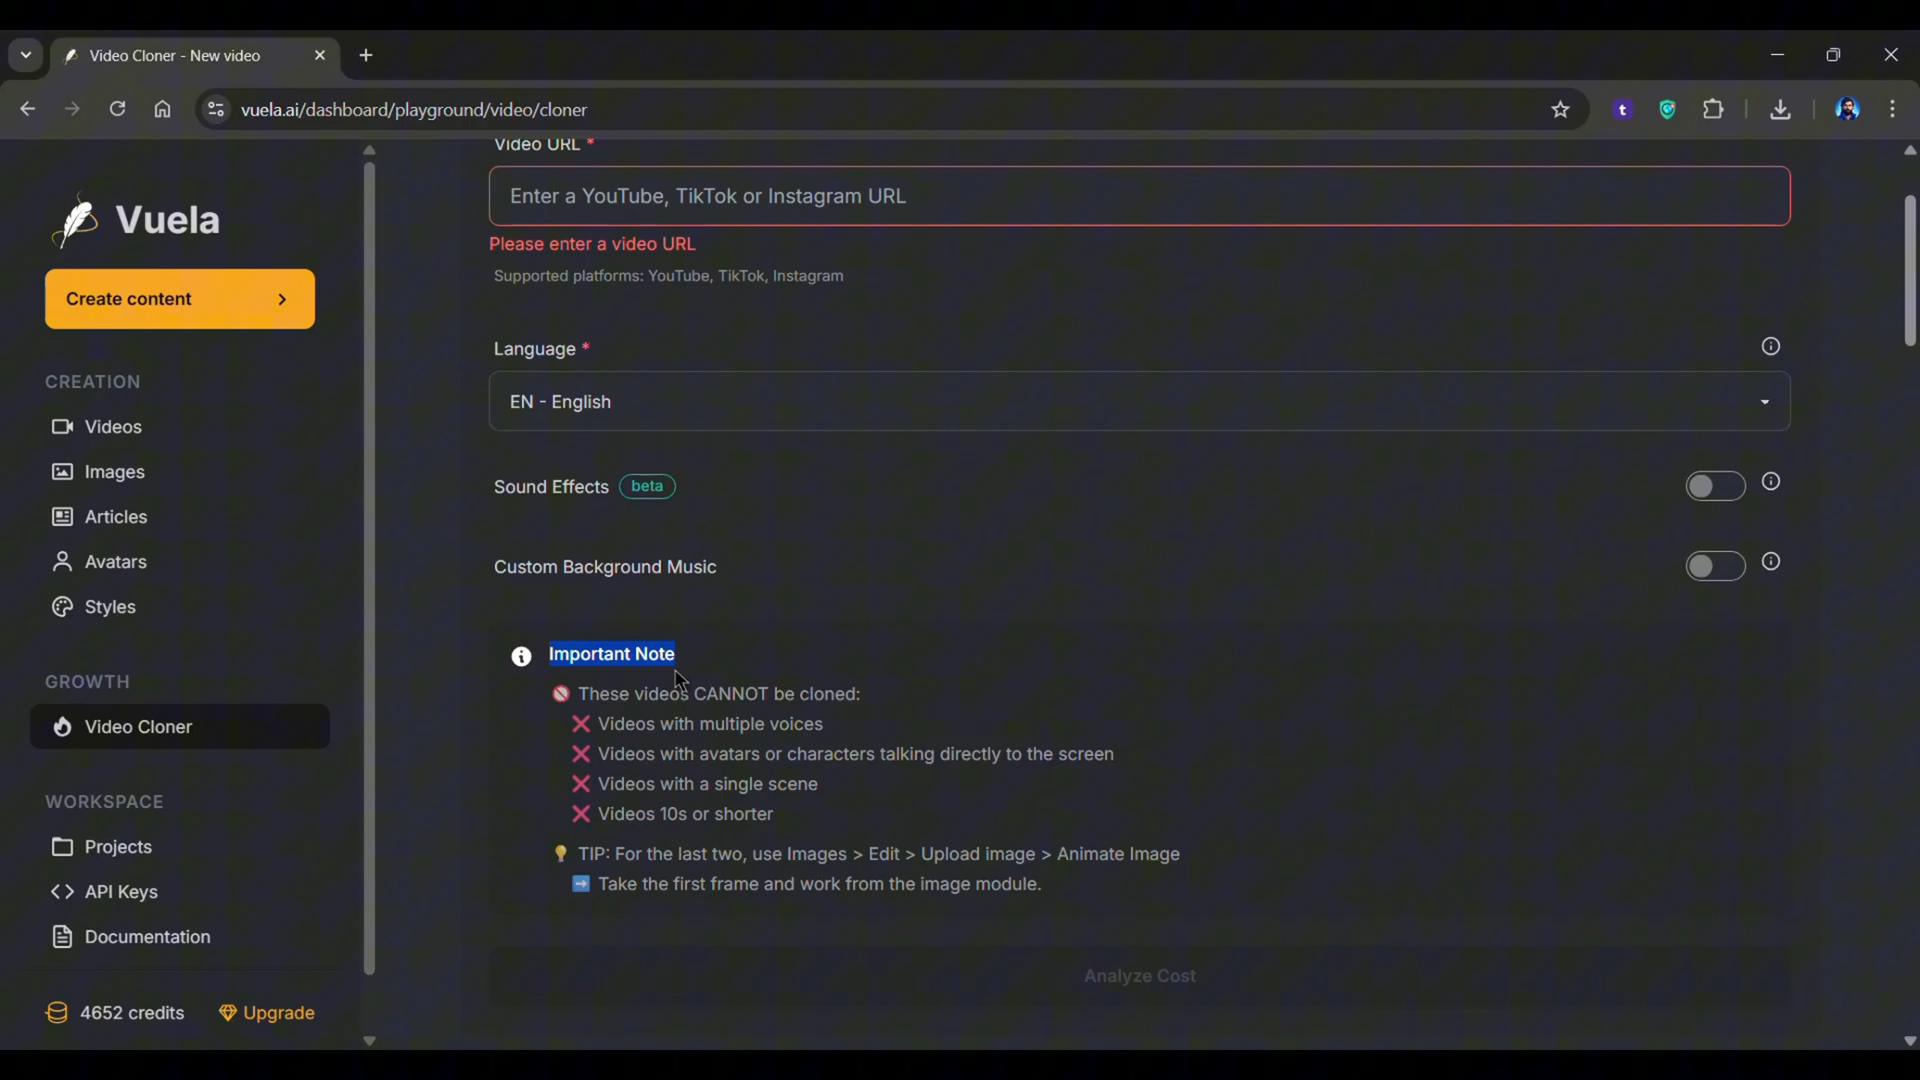 Video Cloner - New video
vuela.ai/dashboard/playground/video/cloner
t
Vuela
Create content
CREATION
Videos
Images
Articles
Avatars
Styles
GROWTH
Video Cloner
WORKSPACE
Projects
API Keys
Documentation
4652 credits
Upgrade
Video URL *
Enter a YouTube, TikTok or Instagram URL
Please enter a video URL
Supported platforms: YouTube, TikTok, Instagram
Language *
EN - English
Sound Effects beta
Custom Background Music
Important Note
🚫 These videos CANNOT be cloned:
❌ Videos with multiple voices
❌ Videos with avatars or characters talking directly to the screen
❌ Videos with a single scene
❌ Videos 10s or shorter
💡 TIP: For the last two, use Images > Edit > Upload image > Animate Image
➡️ Take the first frame and work from the image module.
Analyze Cost